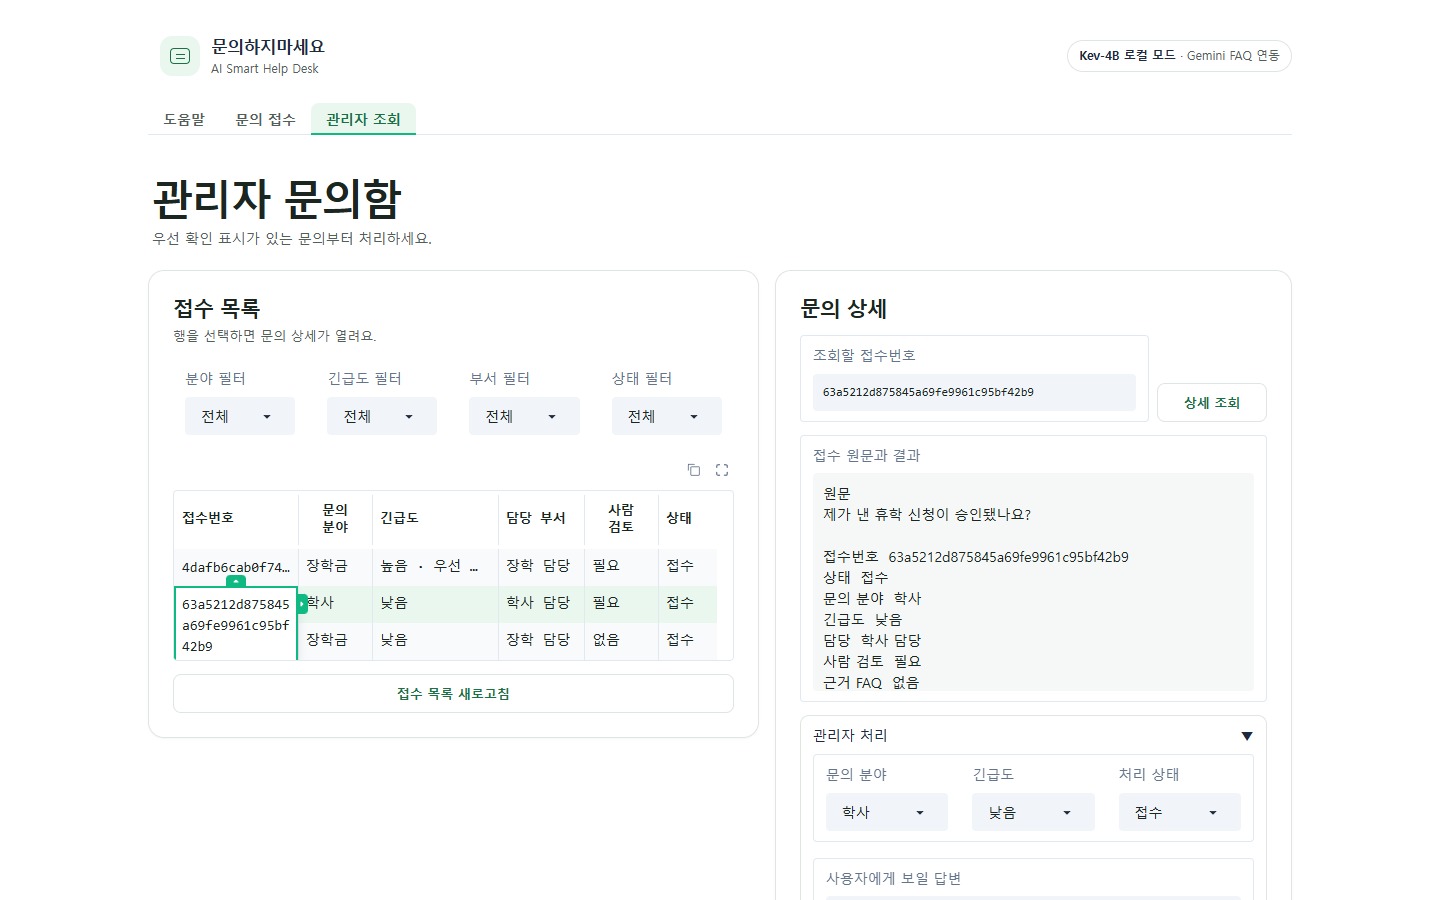 문의하지마세요
AI Smart Help Desk
Kev-4B 로컬 모드 · Gemini FAQ 연동
도움말
문의 접수
관리자 조회
관리자 문의함
우선 확인 표시가 있는 문의부터 처리하세요.
접수 목록
행을 선택하면 문의 상세가 열려요.
분야 필터
긴급도 필터
부서 필터
상태 필터
전체
전체
전체
전체
접수번호
문의
분야
긴급도
담당 부서
사람
검토
상태
4dafb6cab0f74…
장학금
높음 · 우선 …
장학 담당
필요
접수
63a5212d875845
a69fe9961c95bf
42b9
학사
낮음
학사 담당
필요
접수
장학금
낮음
장학 담당
없음
접수
접수 목록 새로고침
문의 상세
조회할 접수번호
63a5212d875845a69fe9961c95bf42b9
상세 조회
접수 원문과 결과
원문
제가 낸 휴학 신청이 승인됐나요?
접수번호 63a5212d875845a69fe9961c95bf42b9
상태 접수
문의 분야 학사
긴급도 낮음
담당 학사 담당
사람 검토 필요
근거 FAQ 없음
관리자 처리
문의 분야
긴급도
처리 상태
학사
낮음
접수
사용자에게 보일 답변